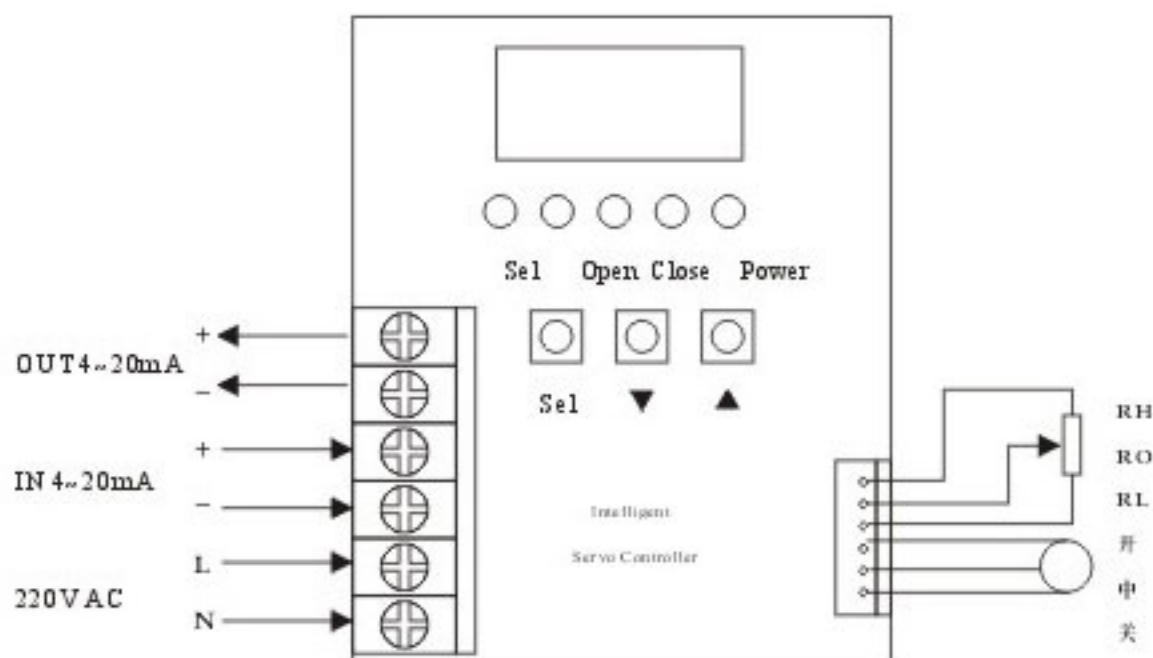 Sel Open Close Power
Sel ▼ ▲
OUT4~20mA
+
−
IN 4~20mA
+
−
220VAC
L
N
Intelligent
Servo Controller
RH
RO
RL
开
中
关